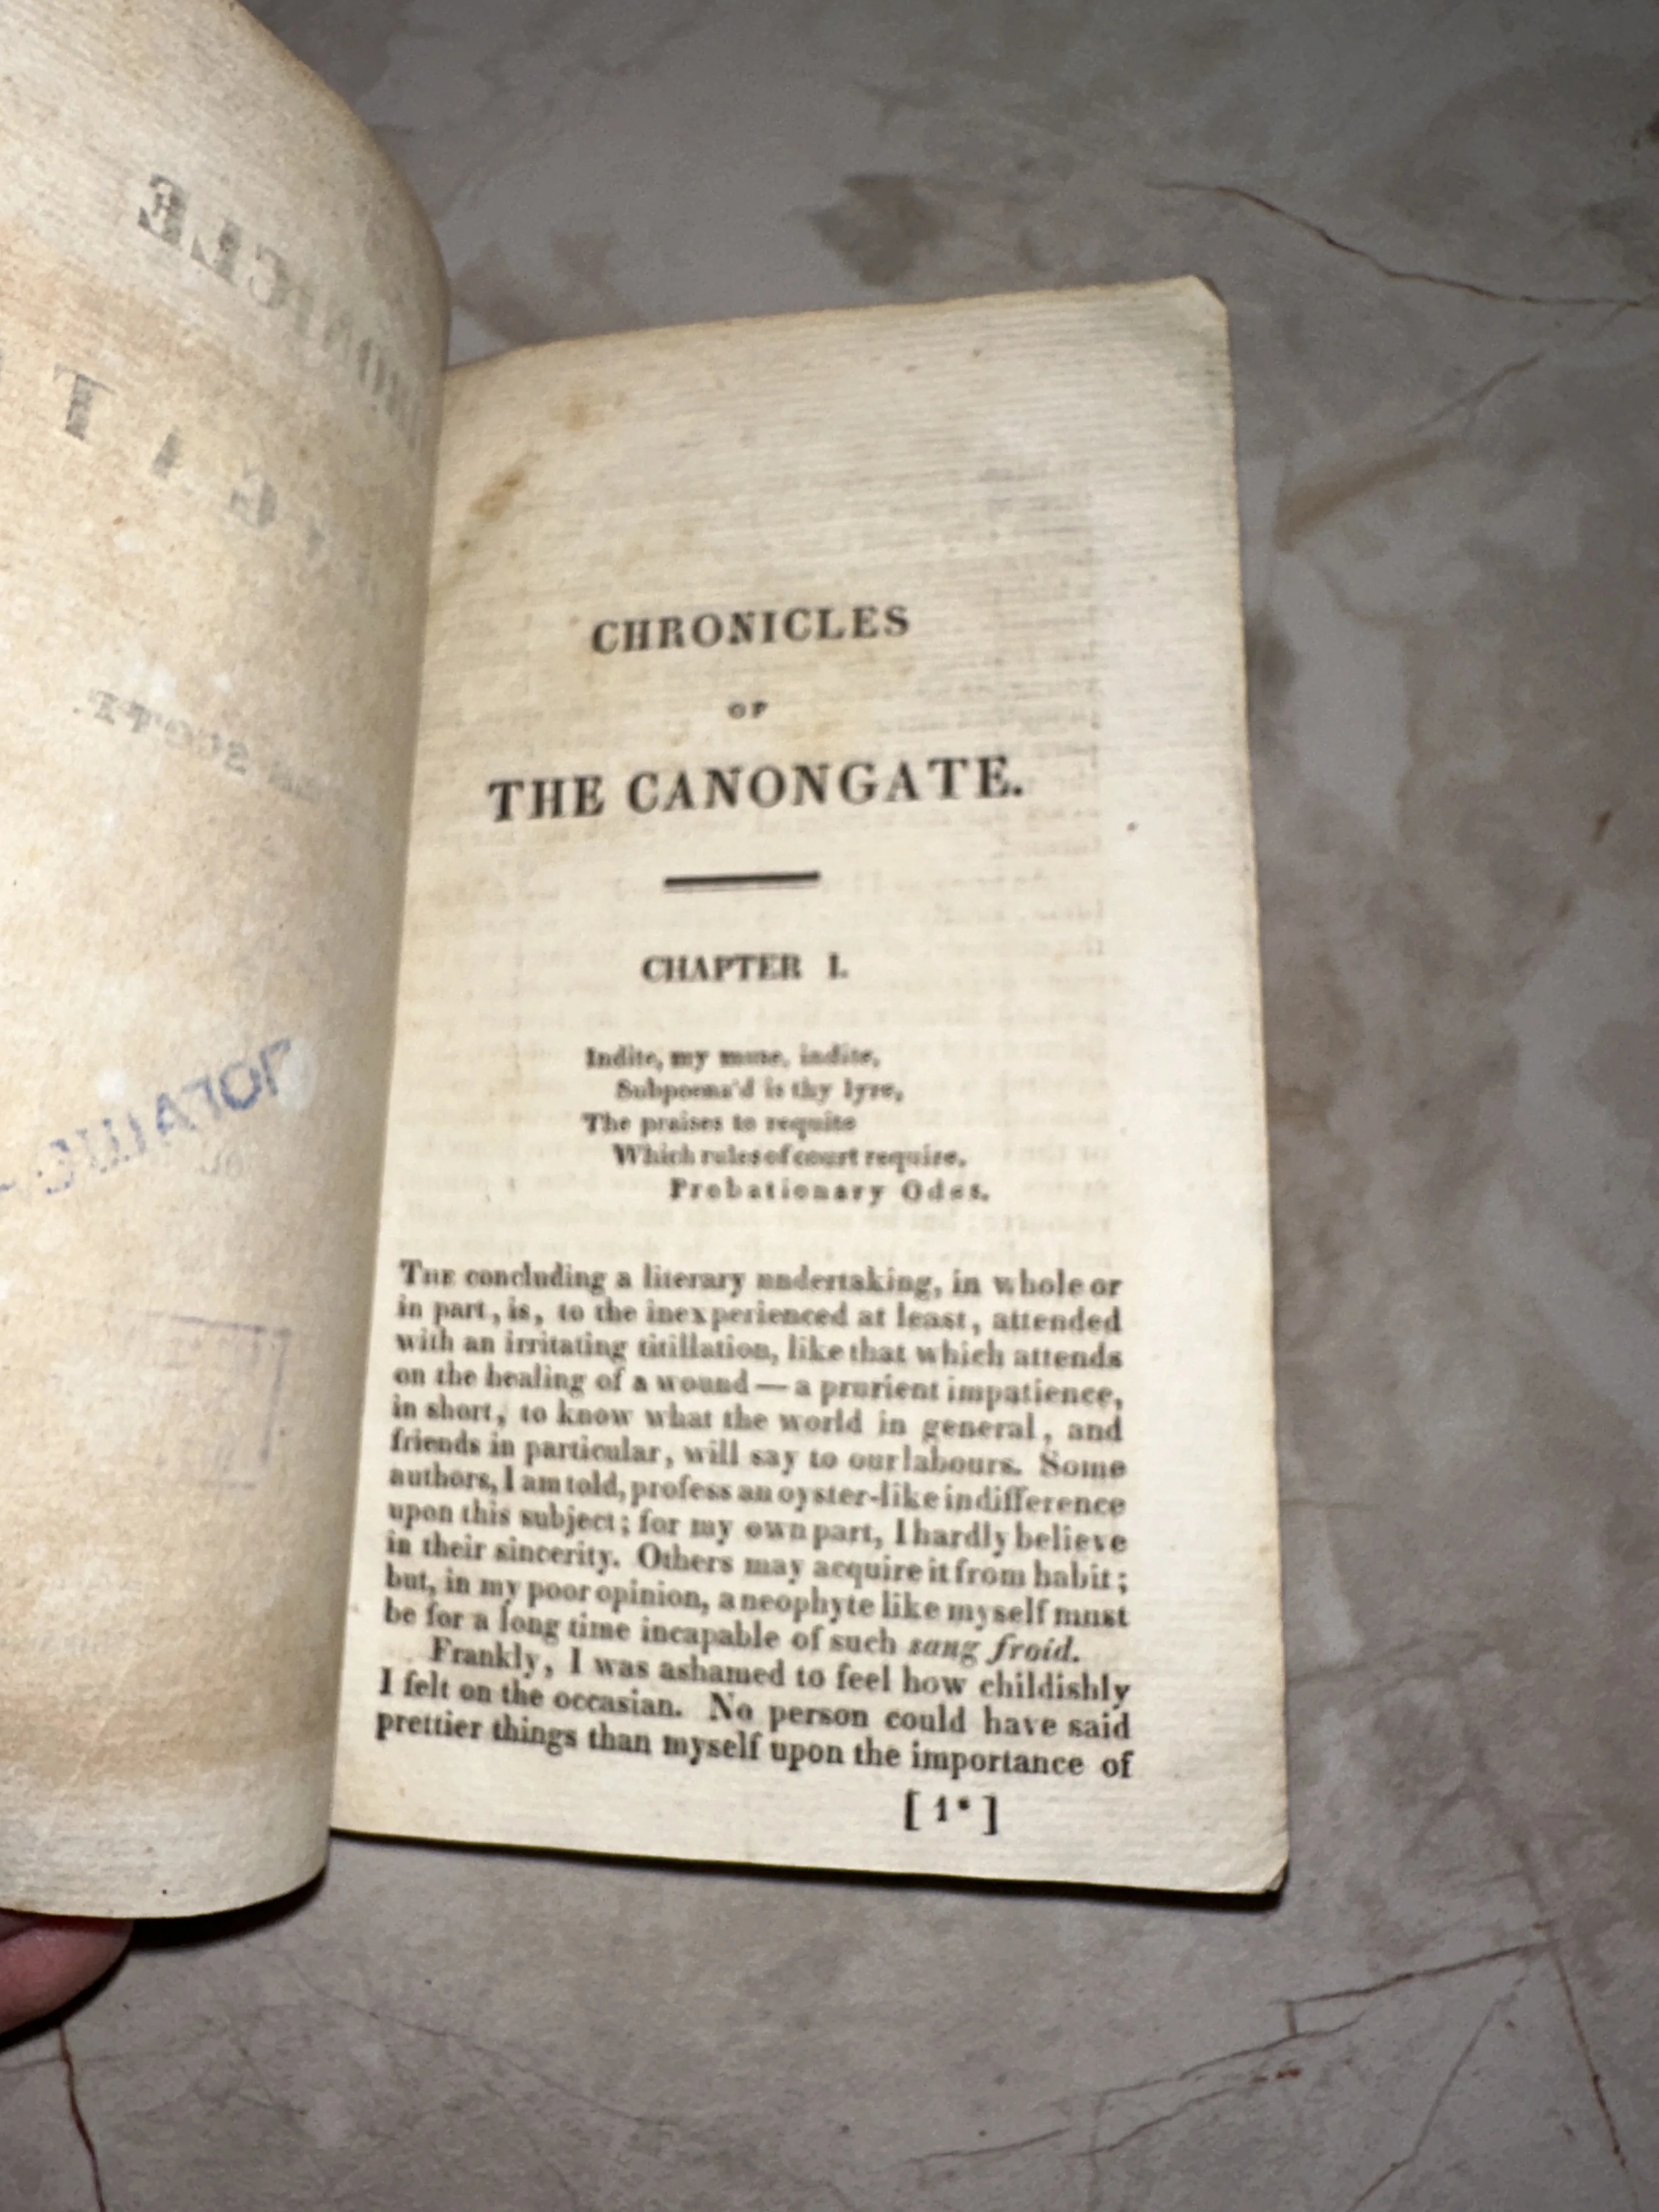 CHRONICLES
OF
THE CANONGATE.
CHAPTER I.
Indite, my muse, indite,
Subpoena'd is thy lyre,
The praises to requite
Which rules of court require.
Probationary Odes.
THE concluding a literary undertaking, in whole or
in part, is, to the inexperienced at least, attended
with an irritating titillation, like that which attends
on the healing of a wound — a prurient impatience,
in short, to know what the world in general, and
friends in particular, will say to our labours. Some
authors, I am told, profess an oyster-like indifference
upon this subject; for my own part, I hardly believe
in their sincerity. Others may acquire it from habit;
but, in my poor opinion, a neophyte like myself must
be for a long time incapable of such sang froid.
Frankly, I was ashamed to feel how childishly
I felt on the occasian. No person could have said
prettier things than myself upon the importance of
[ 1* ]